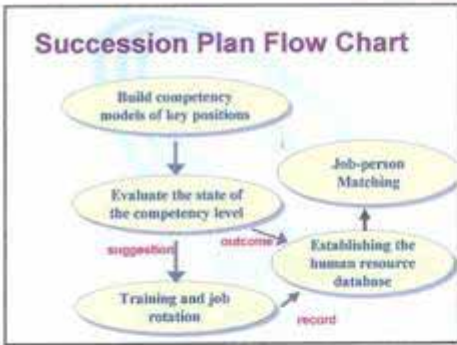 Succession Plan Flow Chart
Build competency
models of key positions
Job-person
Matching
Evaluate the state of
the competency level
suggestion
outcome
Establishing the
human resource
database
Training and job
rotation
record